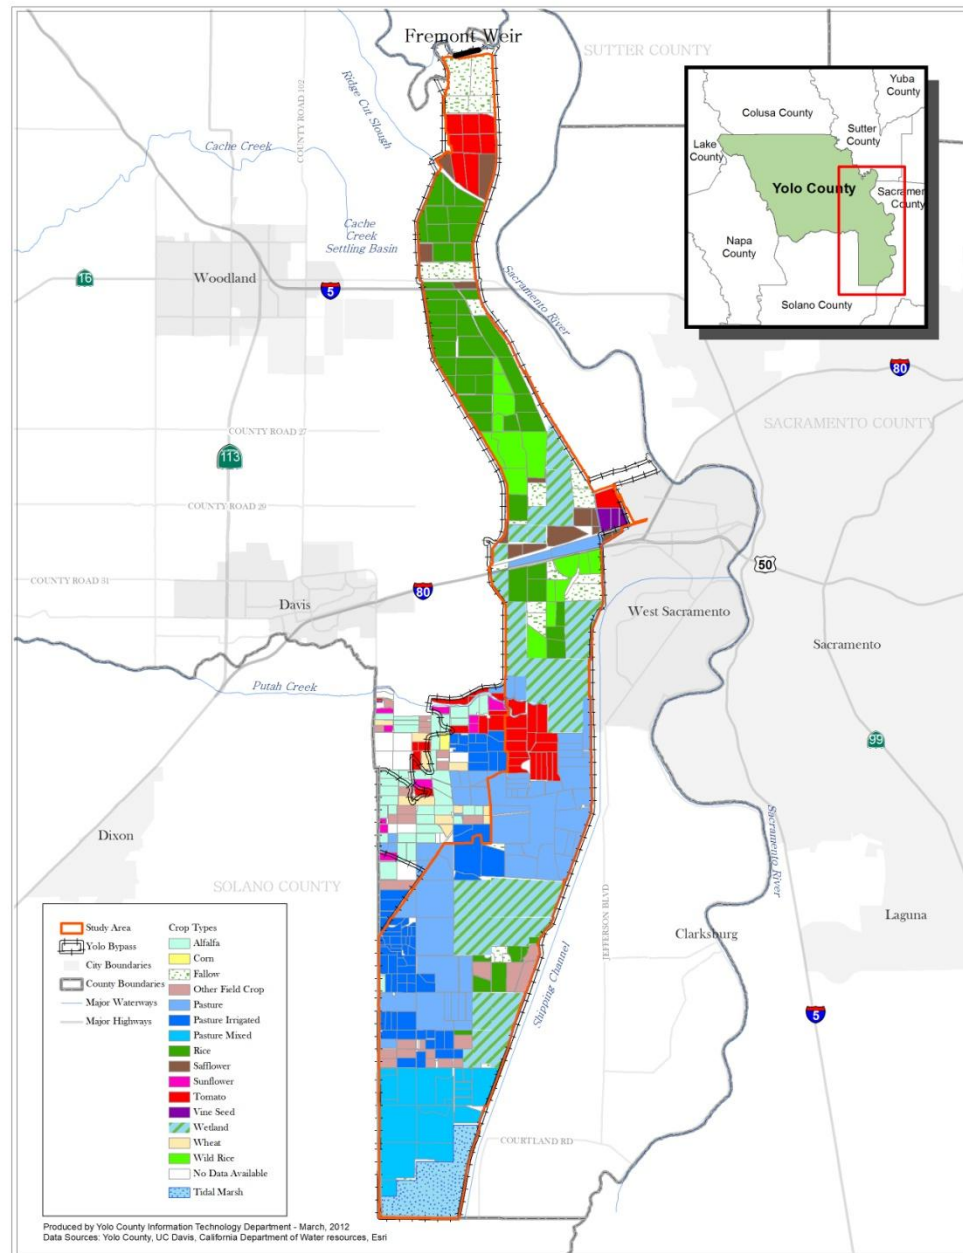 Fremont Weir
SUTTER COUNTY
Ridge Cut Slough
COUNTY ROAD 102
Cache Creek
Cache
Creek
Settling Basin
Woodland
16
5
Sacramento River
Yuba
County
Colusa County
Sutter
County
Lake
County
Yolo County
Sacramen
County
Napa
County
Solano County
80
SACRAMENTO COUNTY
COUNTY ROAD 27
113
COUNTY ROAD 29
COUNTY ROAD 31
80
50
Davis
West Sacramento
Sacramento
Putah Creek
99
Dixon
Sacramento River
SOLANO COUNTY
JEFFERSON BLVD
Laguna
Clarksburg
Shipping Channel
5
COURTLAND RD
Study Area
Yolo Bypass
City Boundaries
County Boundaries
Major Waterways
Major Highways
Crop Types
Alfalfa
Corn
Fallow
Other Field Crop
Pasture
Pasture Irrigated
Pasture Mixed
Rice
Safflower
Sunflower
Tomato
Vine Seed
Wetland
Wheat
Wild Rice
No Data Available
Tidal Marsh
Produced by Yolo County Information Technology Department - March, 2012
Data Sources: Yolo County, UC Davis, California Department of Water resources, Esri